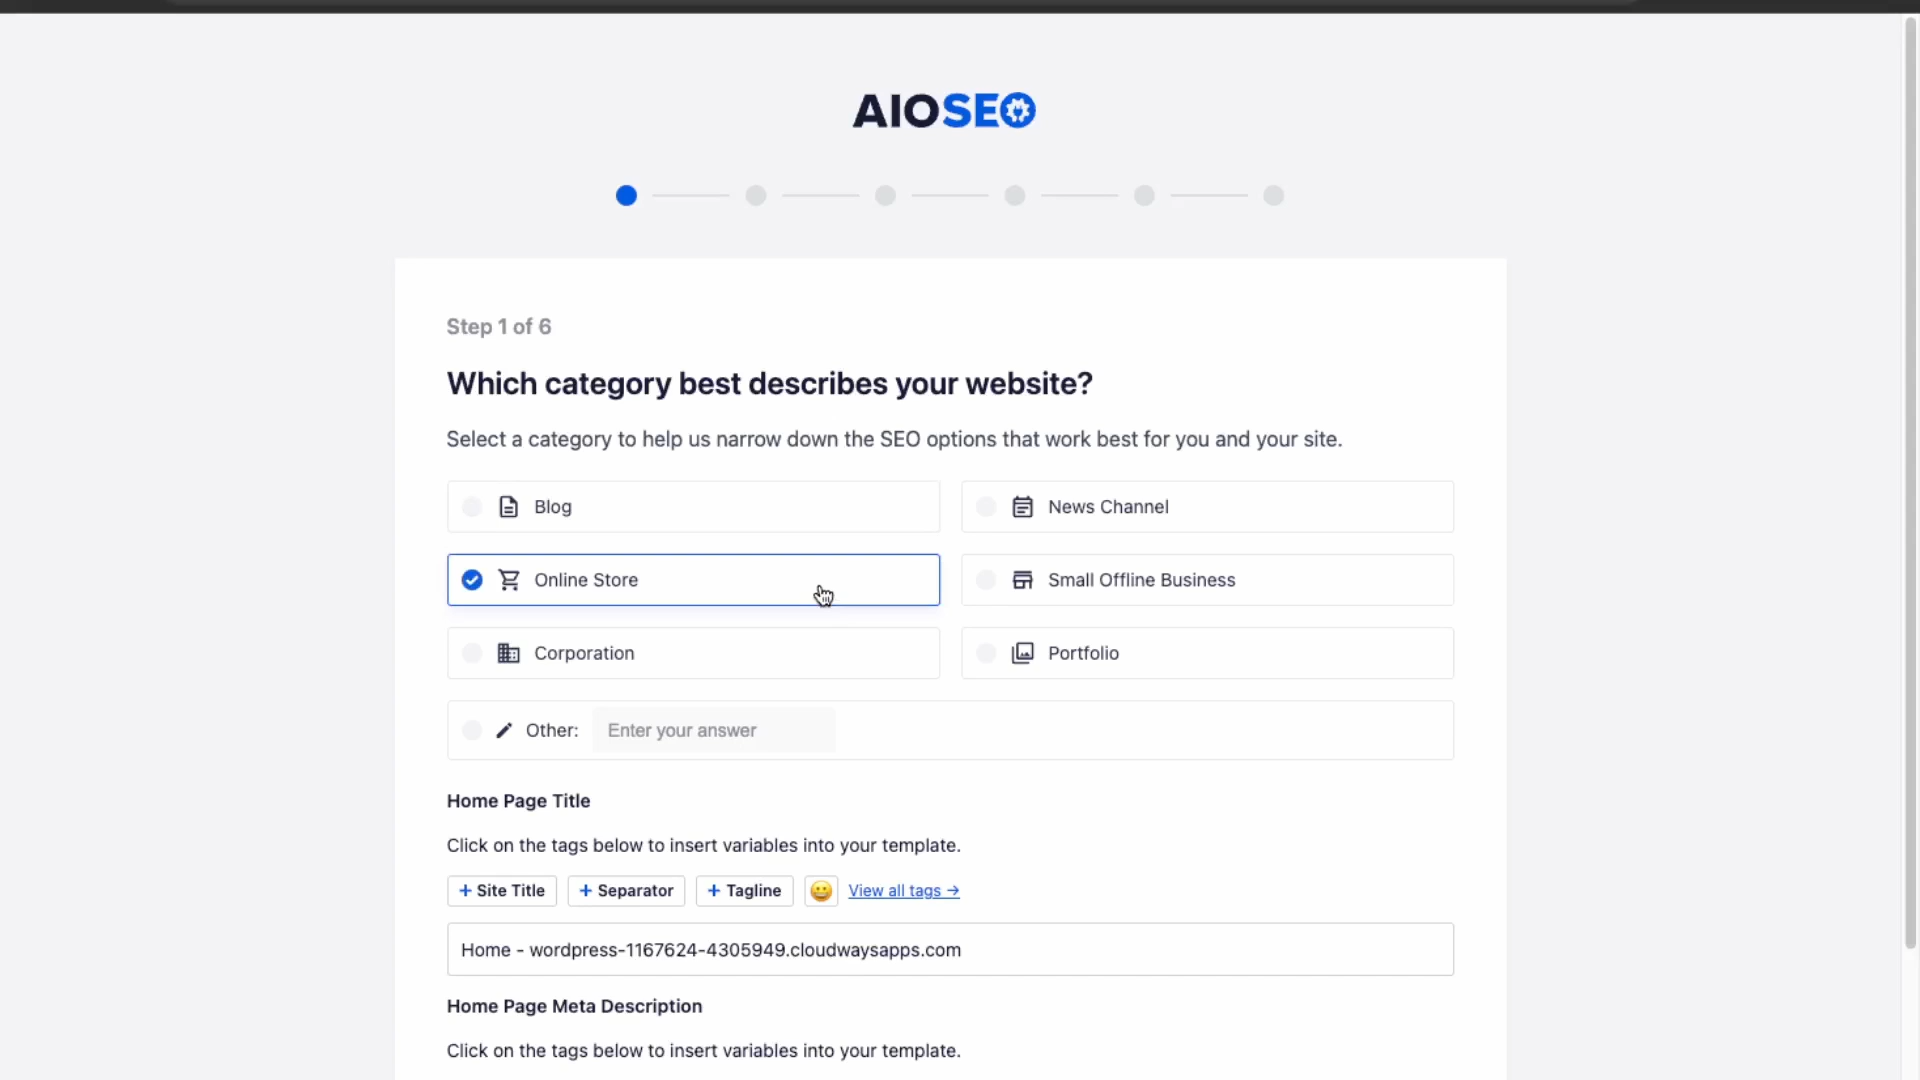 AIOSEO
Step 1 of 6
Which category best describes your website?
Select a category to help us narrow down the SEO options that work best for you and your site.
Blog
News Channel
Online Store
Small Offline Business
Corporation
Portfolio
Other: Enter your answer
Home Page Title
Click on the tags below to insert variables into your template.
+ Site Title + Separator + Tagline 😀 View all tags →
Home - wordpress-1167624-4305949.cloudwaysapps.com
Home Page Meta Description
Click on the tags below to insert variables into your template.